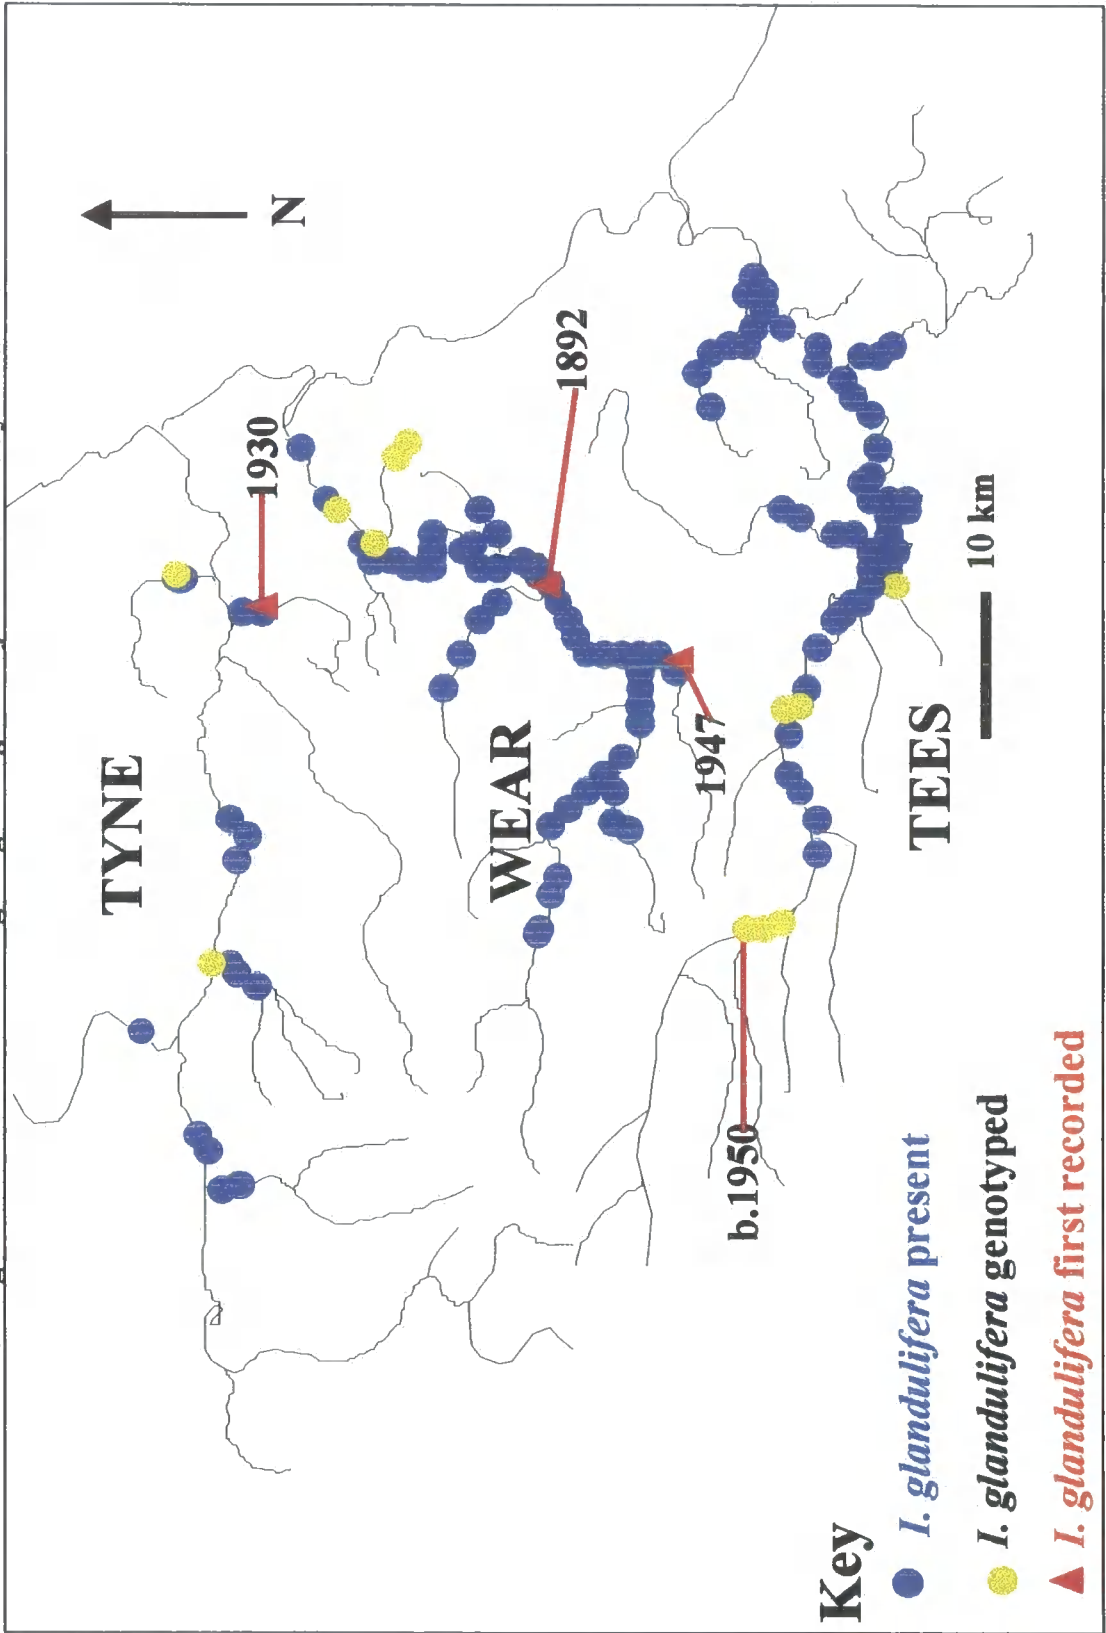 N
TYNE
1930
1892
WEAR
1947
b.1950
TEES
10 km
Key
I. glandulifera present
I. glandulifera genotyped
I. glandulifera first recorded